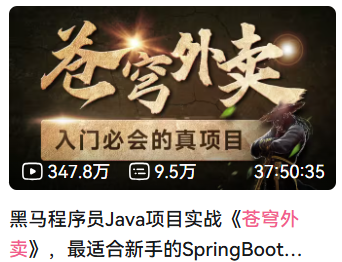 苍穹外卖
入门必会的真项目
347.8万 9.5万 37:50:35
黑马程序员Java项目实战《苍穹外
卖》，最适合新手的SpringBoot...